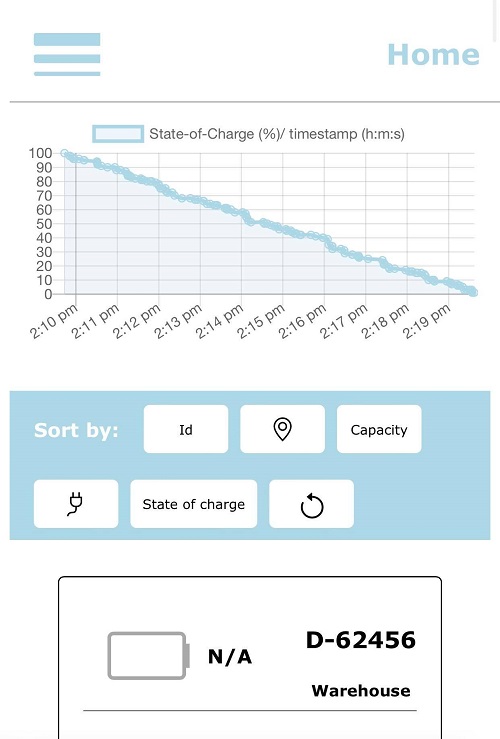 Home
State-of-Charge (%)/ timestamp (h:m:s)
100
90
80
70
60
50
40
30
20
10
0
2:10 pm 2:11 pm 2:12 pm 2:13 pm 2:14 pm 2:15 pm 2:16 pm 2:17 pm 2:18 pm 2:19 pm
Sort by: Id Capacity
State of charge
D-62456
N/A
Warehouse